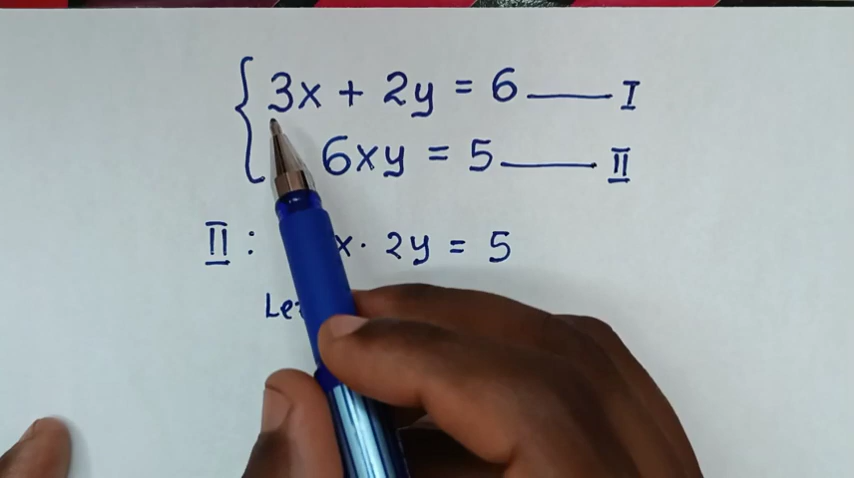 3x + 2y = 6 —— I
6xy = 5 —— II
II : x · 2y = 5